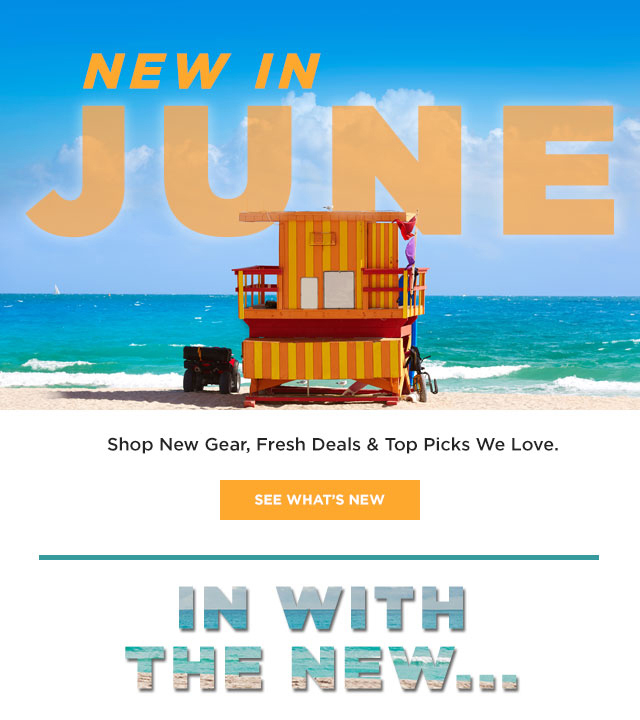 NEW IN
JUNE
Shop New Gear, Fresh Deals & Top Picks We Love.
SEE WHAT'S NEW
IN WITH
THE NEW...